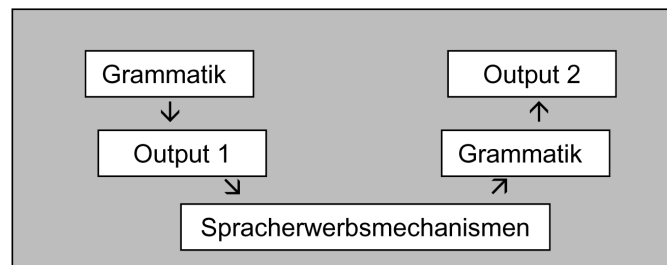 Grammatik
Output 2
Output 1
Grammatik
Spracherwerbsmechanismen